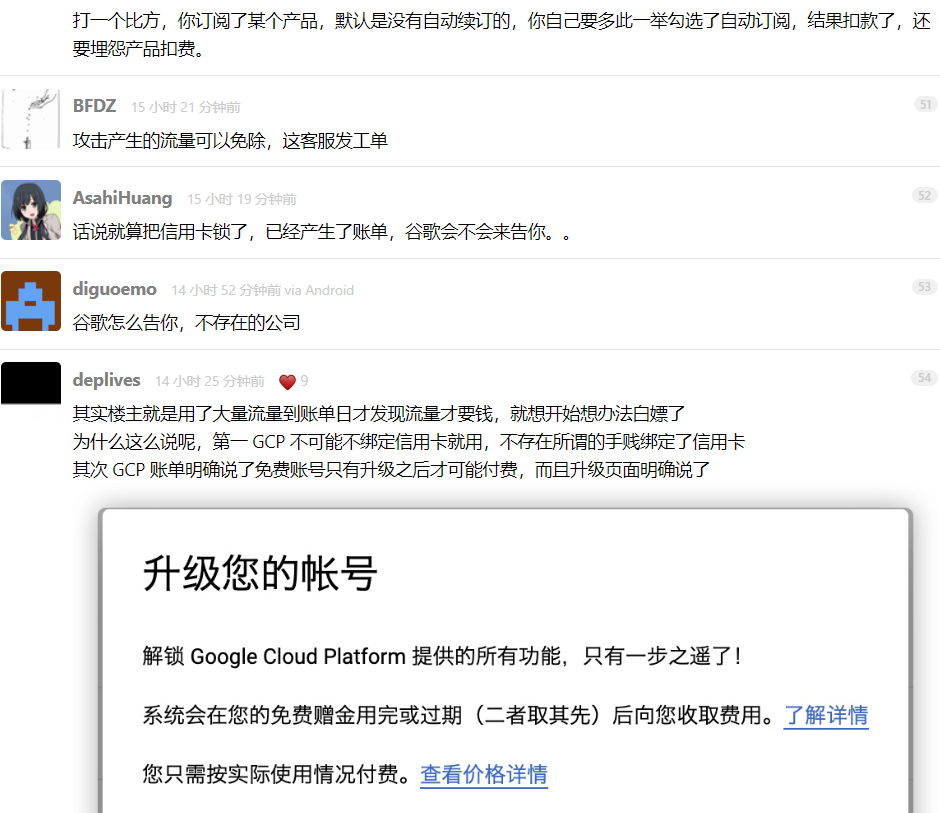 打一个比方，你订阅了某个产品，默认是没有自动续订的，你自己要多此一举勾选了自动订阅，结果扣款了，还
要埋怨产品扣费。
BFDZ 15 小时 21 分钟前 51
攻击产生的流量可以免除，这客服发工单
AsahiHuang 15 小时 19 分钟前 52
话说就算把信用卡锁了，已经产生了账单，谷歌会不会来告你。。
diguoemo 14 小时 52 分钟前 via Android 53
谷歌怎么告你，不存在的公司
deplives 14 小时 25 分钟前 9 54
其实楼主就是用了大量流量到账单日才发现流量才要钱，就想开始想办法白嫖了
为什么这么说呢，第一 GCP 不可能不绑定信用卡就用，不存在所谓的手贱绑定了信用卡
其次 GCP 账单明确说了免费账号只有升级之后才可能付费，而且升级页面明确说了
升级您的帐号
解锁 Google Cloud Platform 提供的所有功能，只有一步之遥了！
系统会在您的免费赠金用完或过期（二者取其先）后向您收取费用。了解详情
您只需按实际使用情况付费。查看价格详情